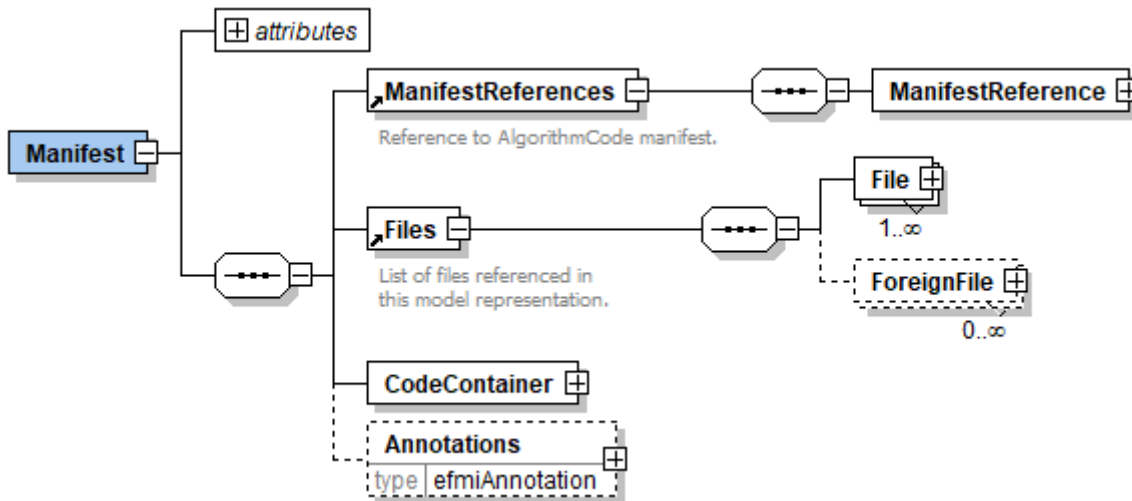 attributes
ManifestReferences
ManifestReference
Reference to AlgorithmCode manifest.
Manifest
File
1..∞
Files
List of files referenced in
this model representation.
ForeignFile
0..∞
CodeContainer
Annotations
type efmiAnnotation